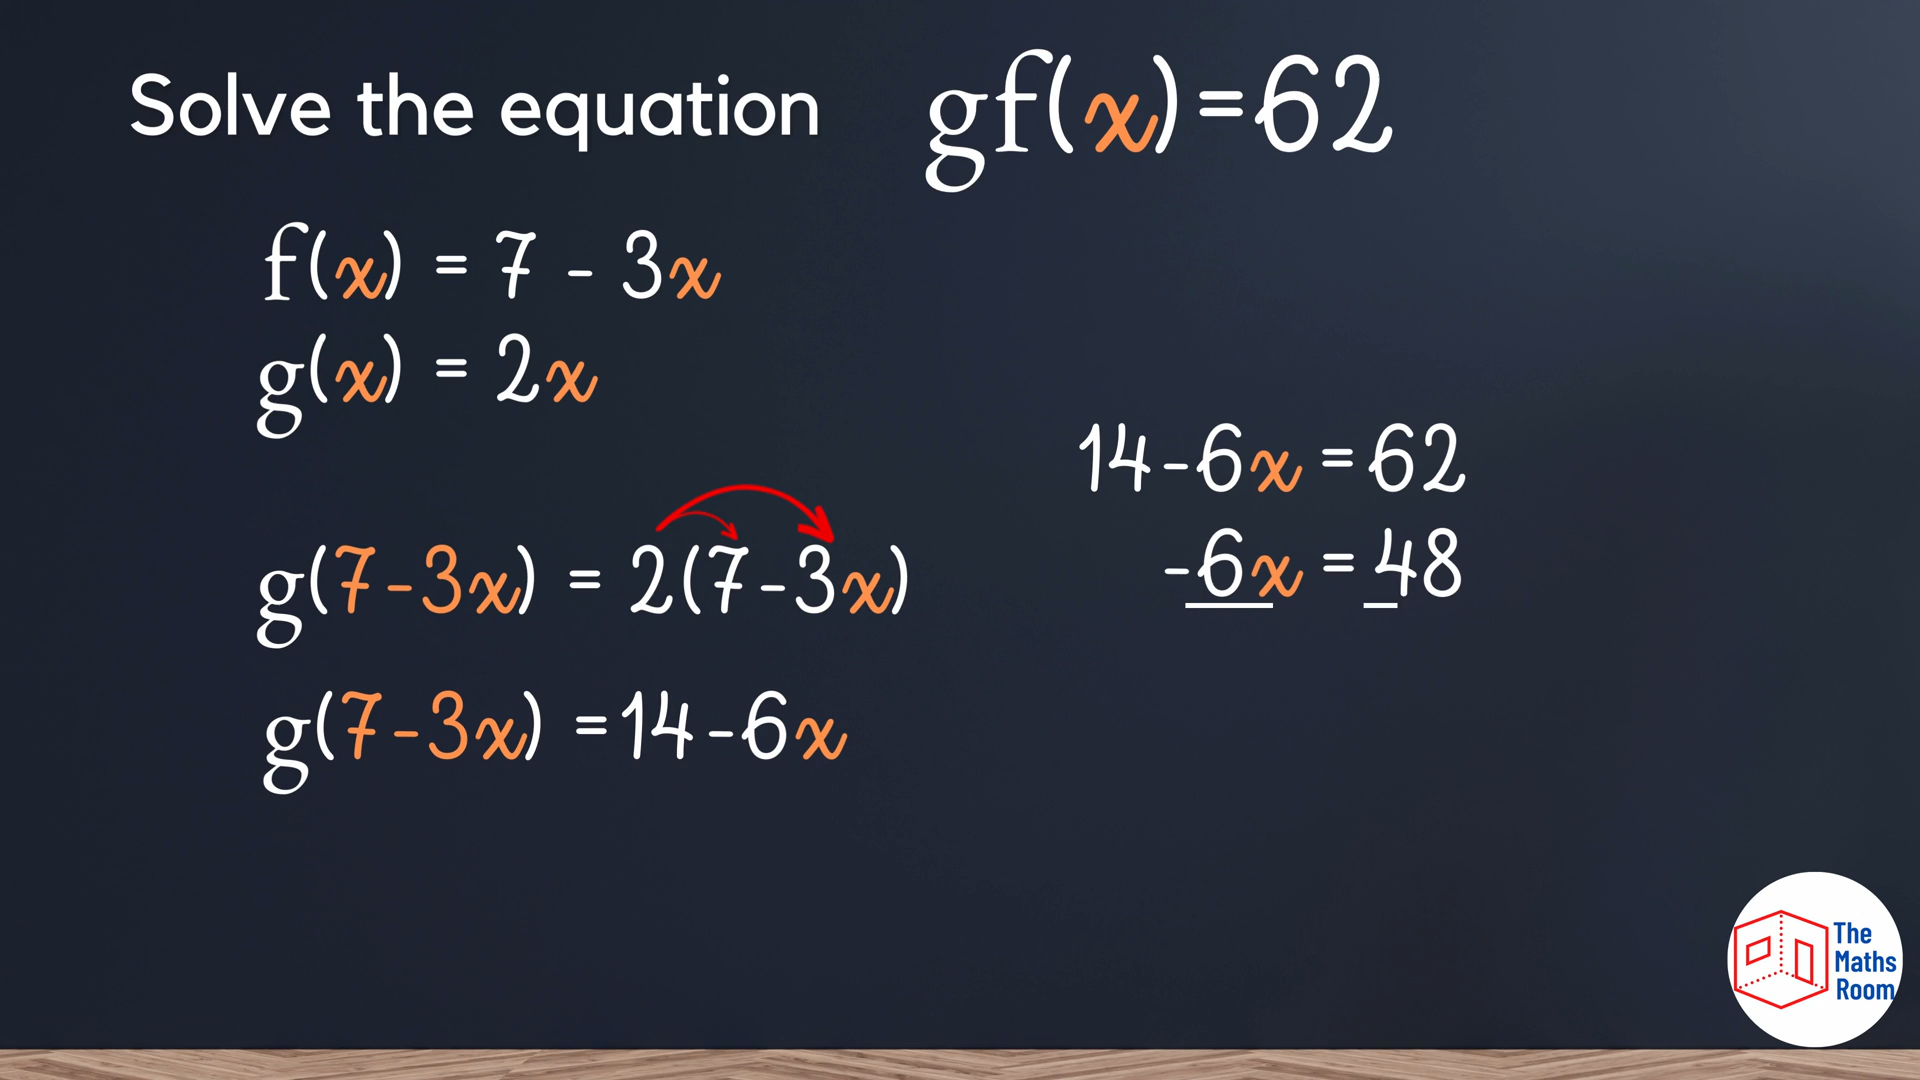 Solve the equation gf(x)=62
f(x) = 7 - 3x
g(x) = 2x
g(7-3x) = 2(7-3x)
g(7-3x) =14-6x
14-6x =62
-6x = 48
The
Maths
Room